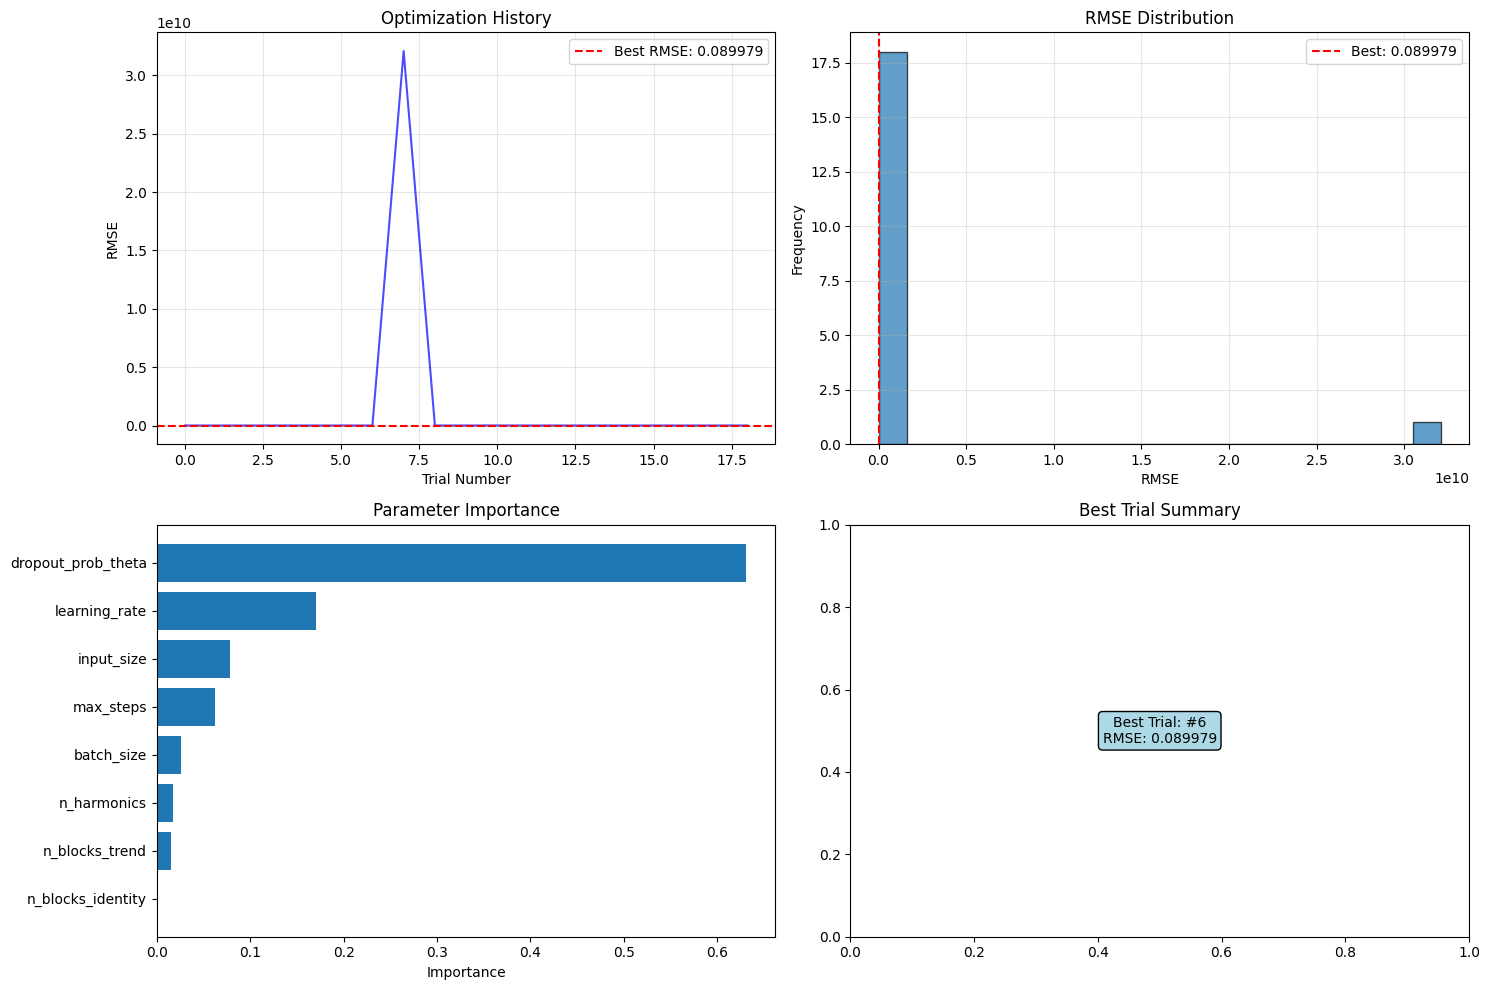 Optimization History
1e10
Best RMSE: 0.089979
3.0
2.5
2.0
1.5
1.0
0.5
0.0
RMSE
0.0 2.5 5.0 7.5 10.0 12.5 15.0 17.5
Trial Number
RMSE Distribution
Best: 0.089979
17.5
15.0
12.5
10.0
7.5
5.0
2.5
0.0
Frequency
0.0 0.5 1.0 1.5 2.0 2.5 3.0
1e10
RMSE
Parameter Importance
dropout_prob_theta
learning_rate
input_size
max_steps
batch_size
n_harmonics
n_blocks_trend
n_blocks_identity
0.0 0.1 0.2 0.3 0.4 0.5 0.6
Importance
Best Trial Summary
1.0
0.8
0.6
0.4
0.2
0.0
Best Trial: #6
RMSE: 0.089979
0.0 0.2 0.4 0.6 0.8 1.0